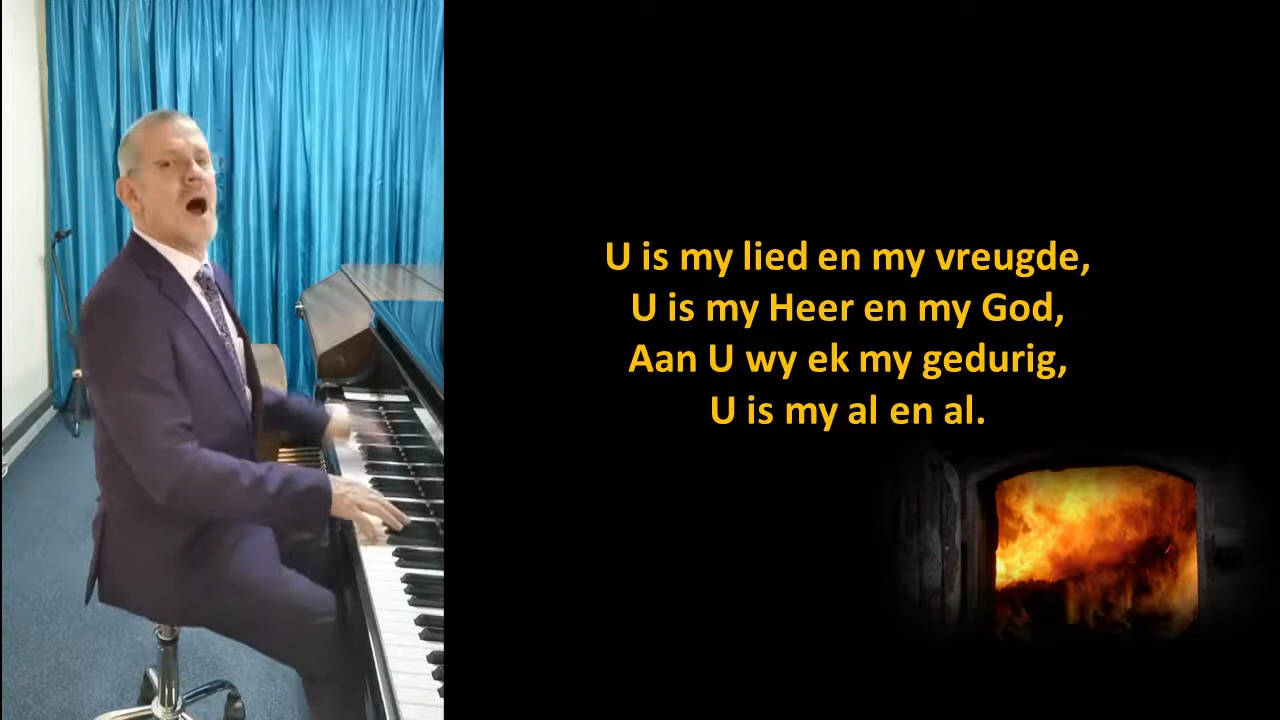 U is my lied en my vreugde,
U is my Heer en my God,
Aan U wy ek my gedurig,
U is my al en al.